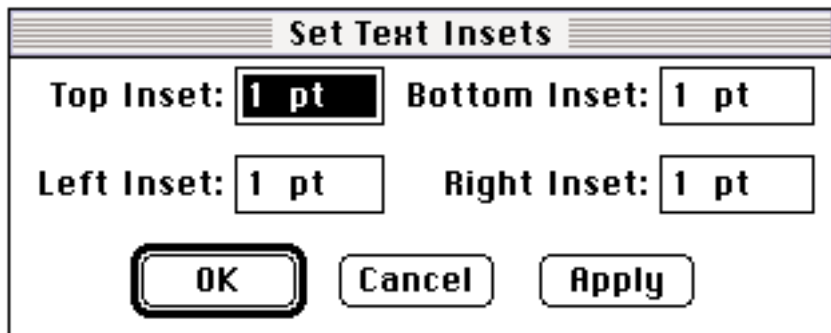 Set Text Insets
Top Inset: 1 pt Bottom Inset: 1 pt
Left Inset: 1 pt Right Inset: 1 pt
OK Cancel Apply